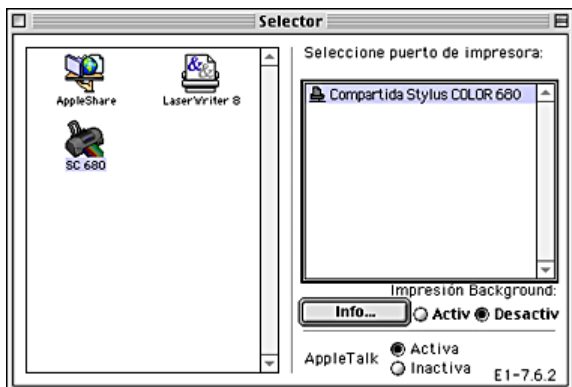 Selector
AppleShare
LaserWriter 8
SC 680
Seleccione puerto de impresora:
Compartida Stylus COLOR 680
Impresión Background:
Info...
Activ
Desactiv
AppleTalk
Activa
Inactiva
E1-7.6.2